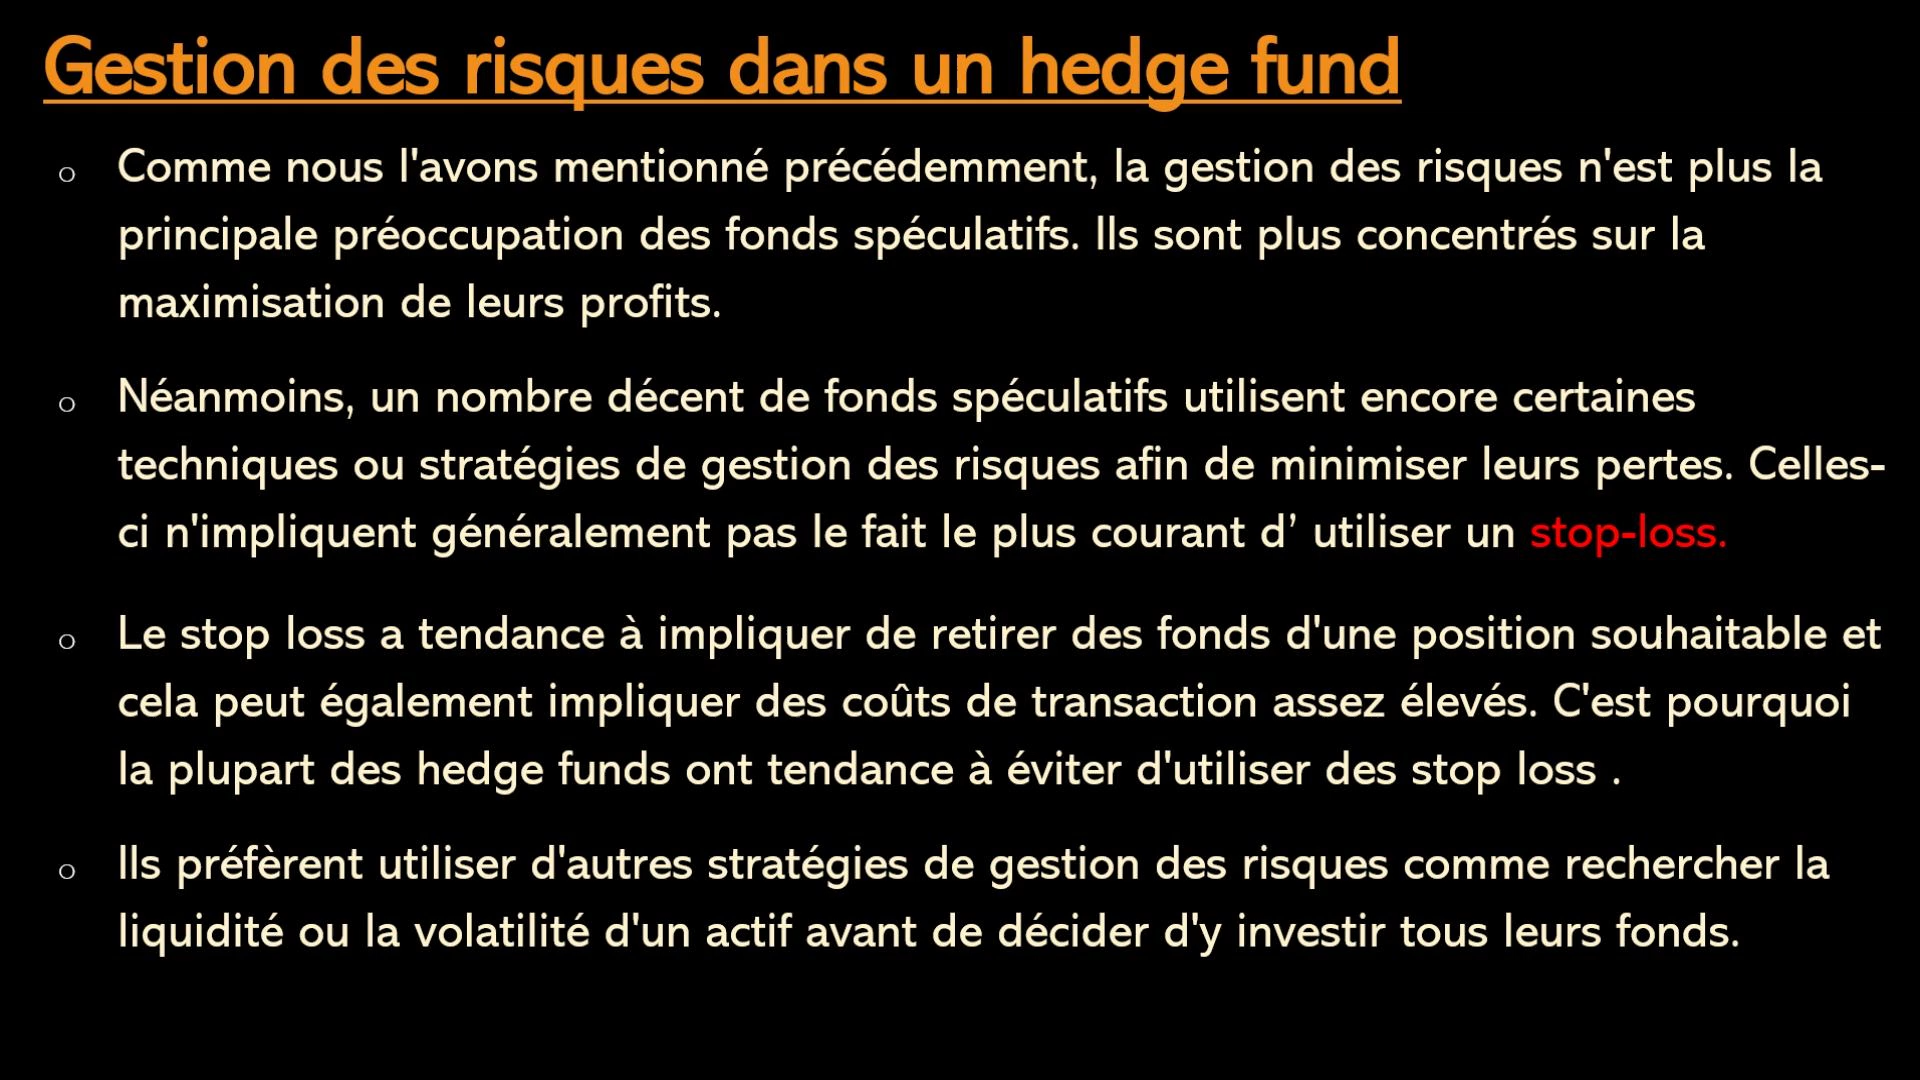 Gestion des risques dans un hedge fund
o Comme nous l'avons mentionné précédemment, la gestion des risques n'est plus la
principale préoccupation des fonds spéculatifs. Ils sont plus concentrés sur la
maximisation de leurs profits.
o Néanmoins, un nombre décent de fonds spéculatifs utilisent encore certaines
techniques ou stratégies de gestion des risques afin de minimiser leurs pertes. Celles-
ci n'impliquent généralement pas le fait le plus courant d’ utiliser un stop-loss.
o Le stop loss a tendance à impliquer de retirer des fonds d'une position souhaitable et
cela peut également impliquer des coûts de transaction assez élevés. C'est pourquoi
la plupart des hedge funds ont tendance à éviter d'utiliser des stop loss .
o Ils préfèrent utiliser d'autres stratégies de gestion des risques comme rechercher la
liquidité ou la volatilité d'un actif avant de décider d'y investir tous leurs fonds.